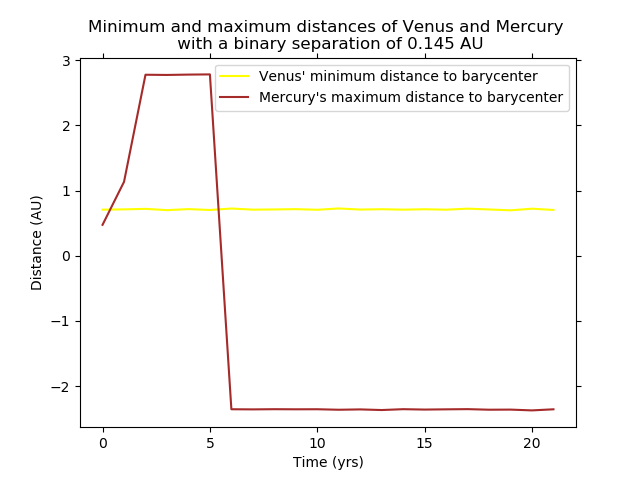 Minimum and maximum distances of Venus and Mercury
with a binary separation of 0.145 AU
Venus' minimum distance to barycenter
Mercury's maximum distance to barycenter
Distance (AU)
3
2
1
0
−1
−2
0 5 10 15 20
Time (yrs)